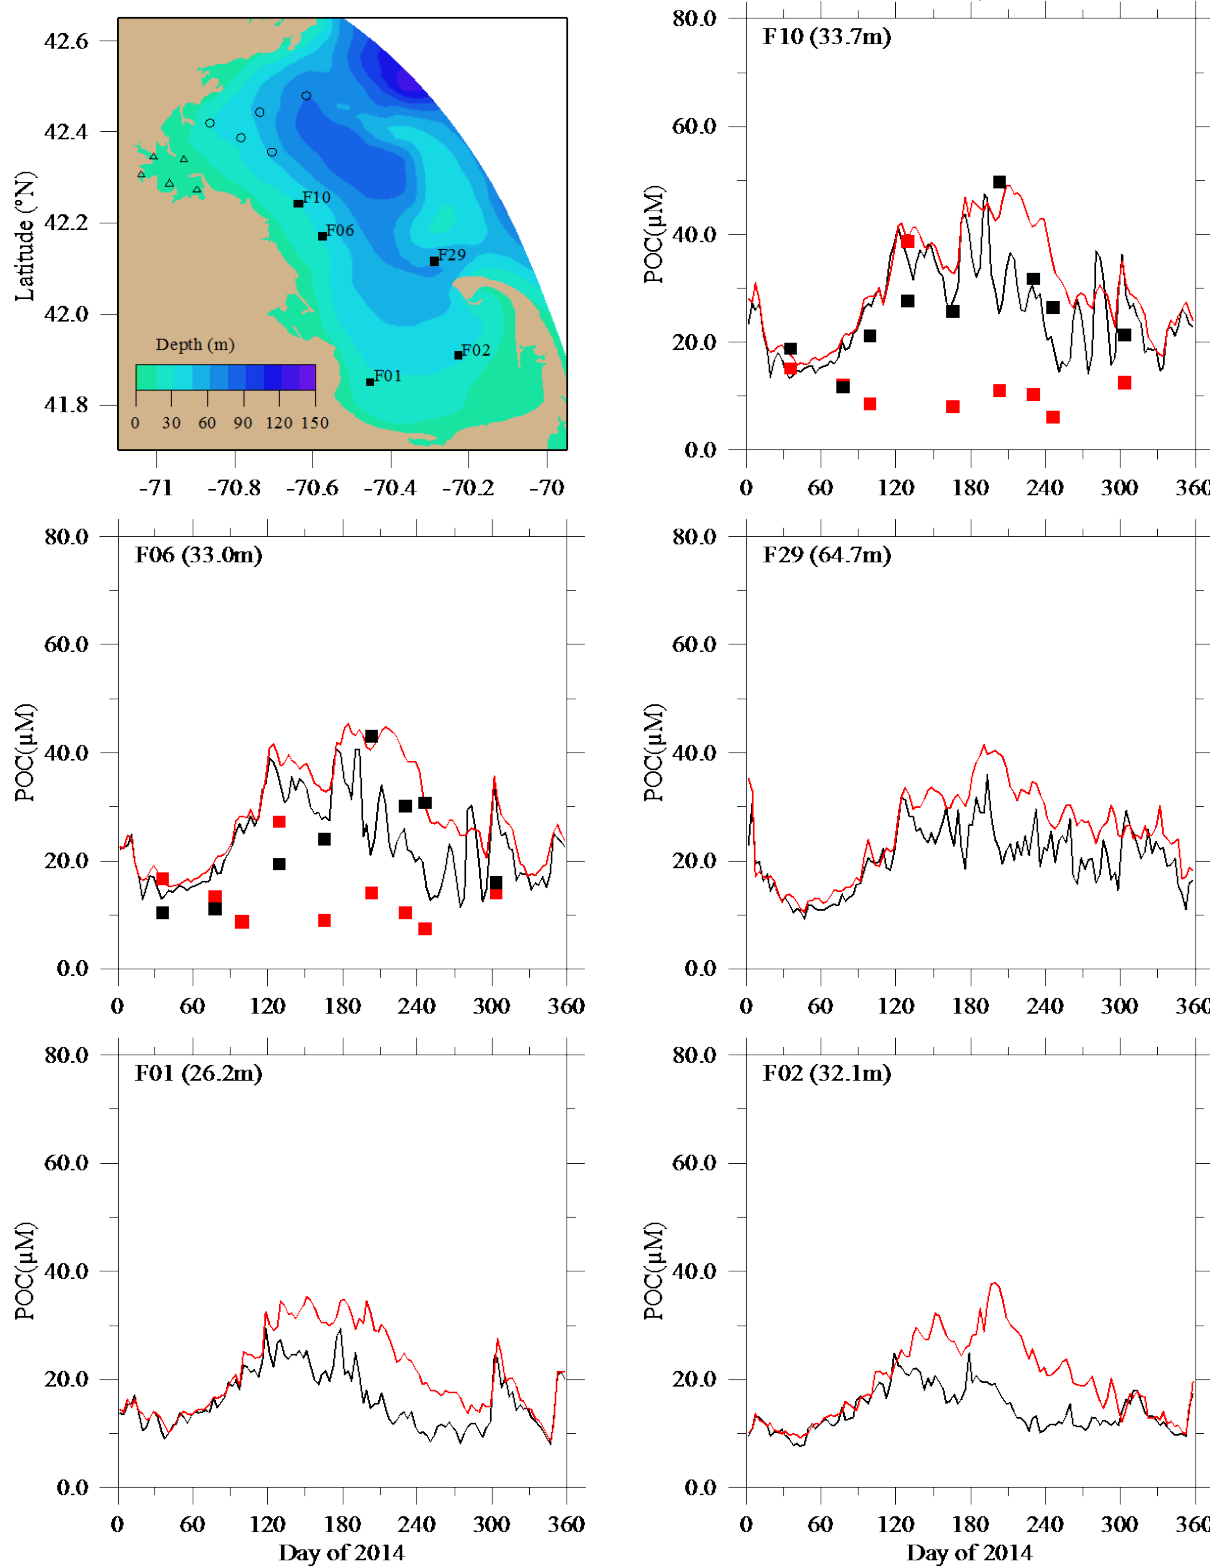 42.6
42.4
42.2
42.0
41.8
Latitude (°N)
F10
F06
F29
F02
F01
Depth (m)
0 30 60 90 120 150
-71 -70.8 -70.6 -70.4 -70.2 -70
F10 (33.7m)
80.0
60.0
40.0
20.0
0.0
POC(µM)
0 60 120 180 240 300 360
F06 (33.0m)
80.0
60.0
40.0
20.0
0.0
POC(µM)
0 60 120 180 240 300 360
F29 (64.7m)
80.0
60.0
40.0
20.0
0.0
POC(µM)
0 60 120 180 240 300 360
F01 (26.2m)
80.0
60.0
40.0
20.0
0.0
POC(µM)
0 60 120 180 240 300 360
Day of 2014
F02 (32.1m)
80.0
60.0
40.0
20.0
0.0
POC(µM)
0 60 120 180 240 300 360
Day of 2014